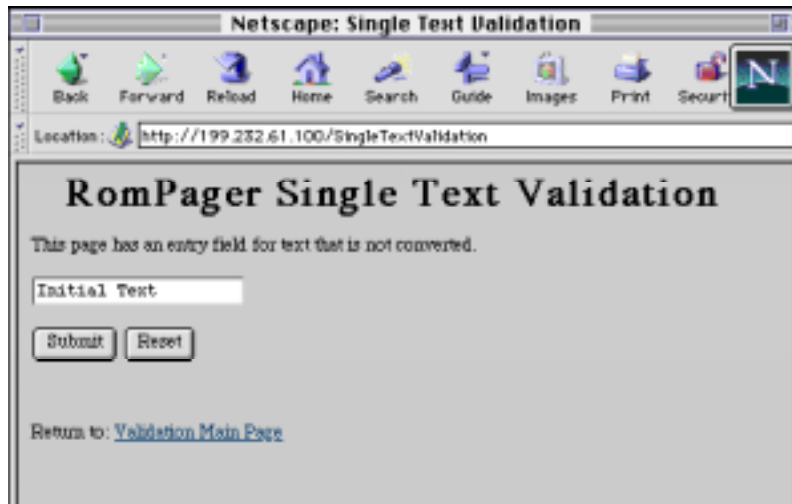 Netscape: Single Text Validation
Back Forward Reload Home Search Guide Images Print Securit N
Location: http://199.232.61.100/SingleTextValidation
RomPager Single Text Validation
This page has an entry field for text that is not converted.
Initial Text
Submit Reset
Return to: Validation Main Page